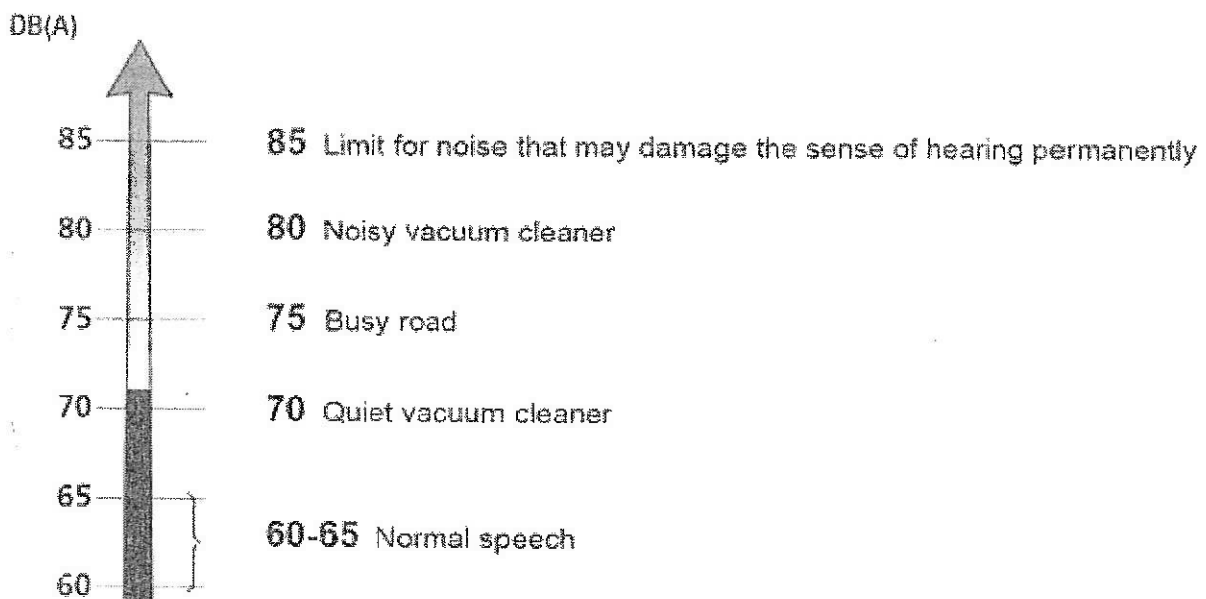 DB(A)
85 85 Limit for noise that may damage the sense of hearing permanently
80 80 Noisy vacuum cleaner
75 75 Busy road
70 70 Quiet vacuum cleaner
65
60-65 Normal speech
60